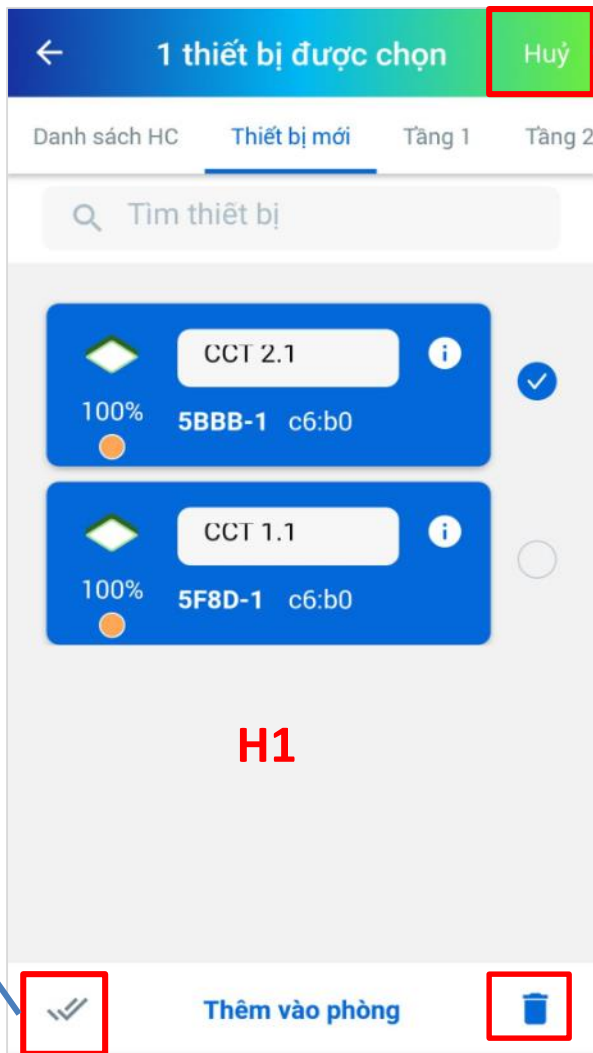 1 thiết bị được chọn Huỷ
Danh sách HC Thiết bị mới Tầng 1 Tầng 2
Tìm thiết bị
CCT 2.1
100% 5BBB-1 c6:b0
CCT 1.1
100% 5F8D-1 c6:b0
H1
Thêm vào phòng